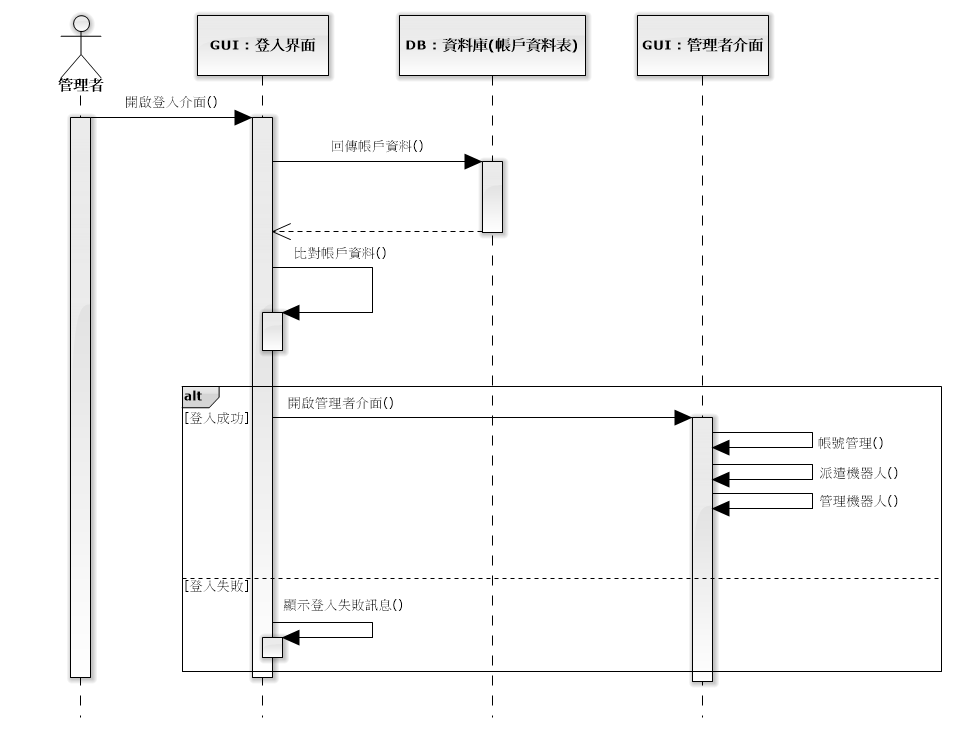 GUI：登入界面
DB：資料庫(帳戶資料表)
GUI：管理者介面
管理者
開啟登入介面()
回傳帳戶資料()
比對帳戶資料()
alt
[登入成功]
開啟管理者介面()
帳號管理()
派遣機器人()
管理機器人()
[登入失敗]
顯示登入失敗訊息()